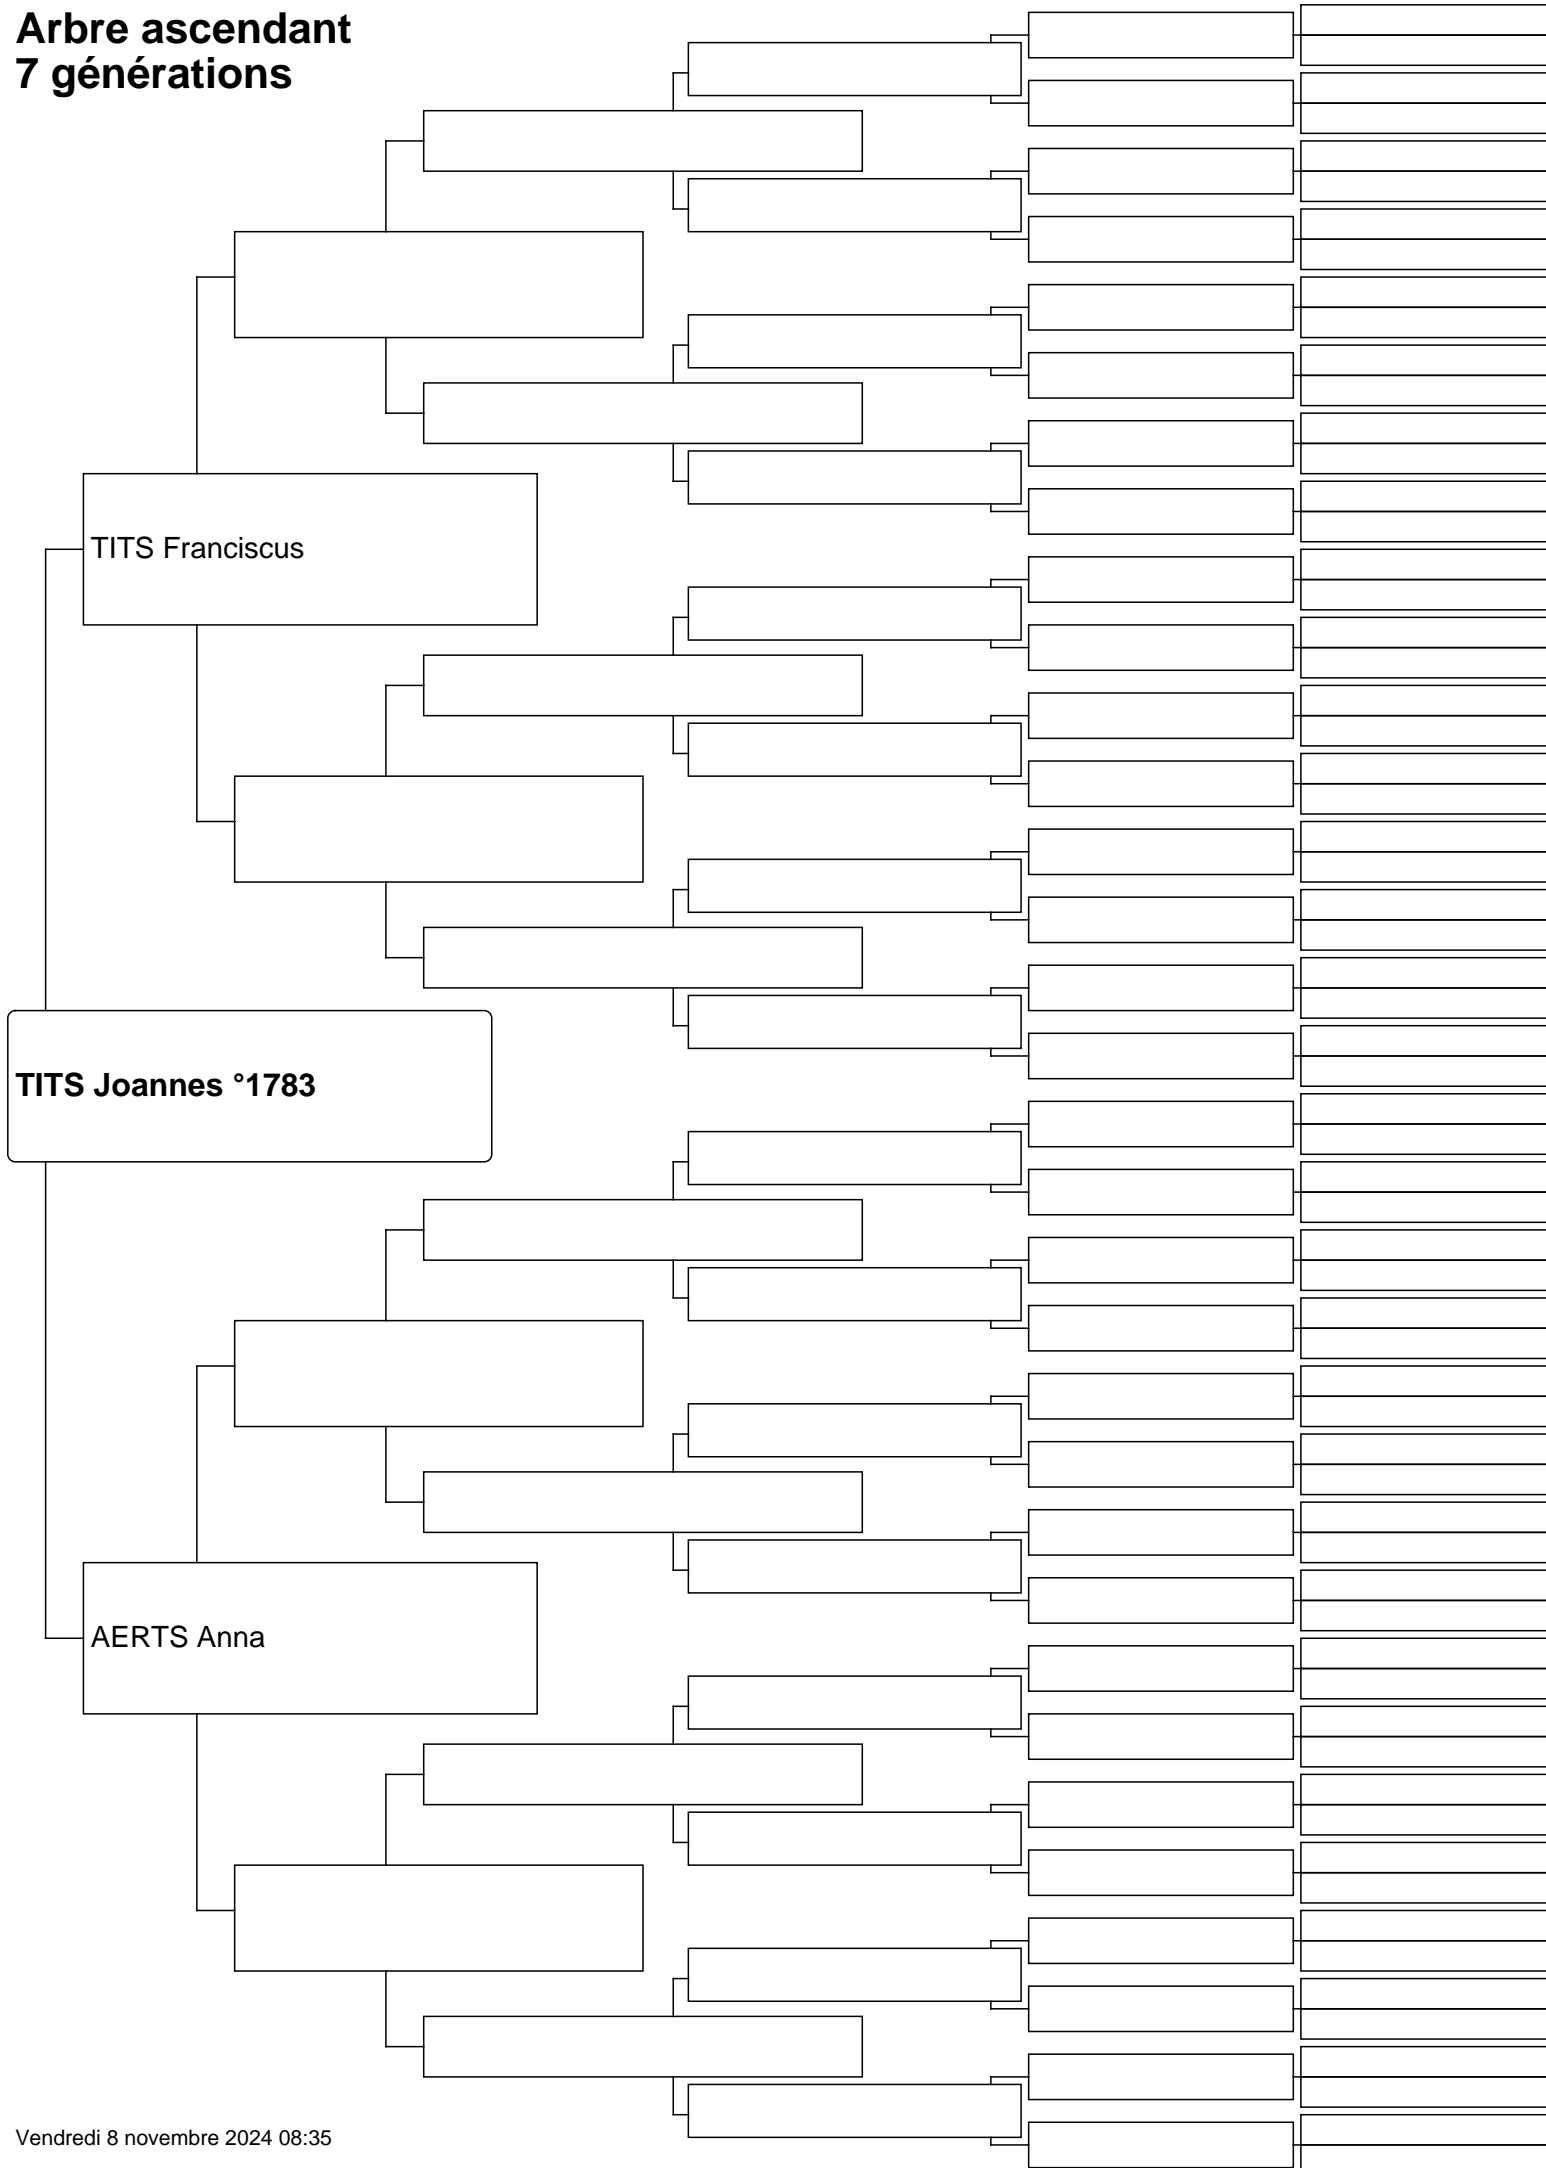 Arbre ascendant
7 générations
TITS Franciscus
TITS Joannes °1783
AERTS Anna
Vendredi 8 novembre 2024 08:35